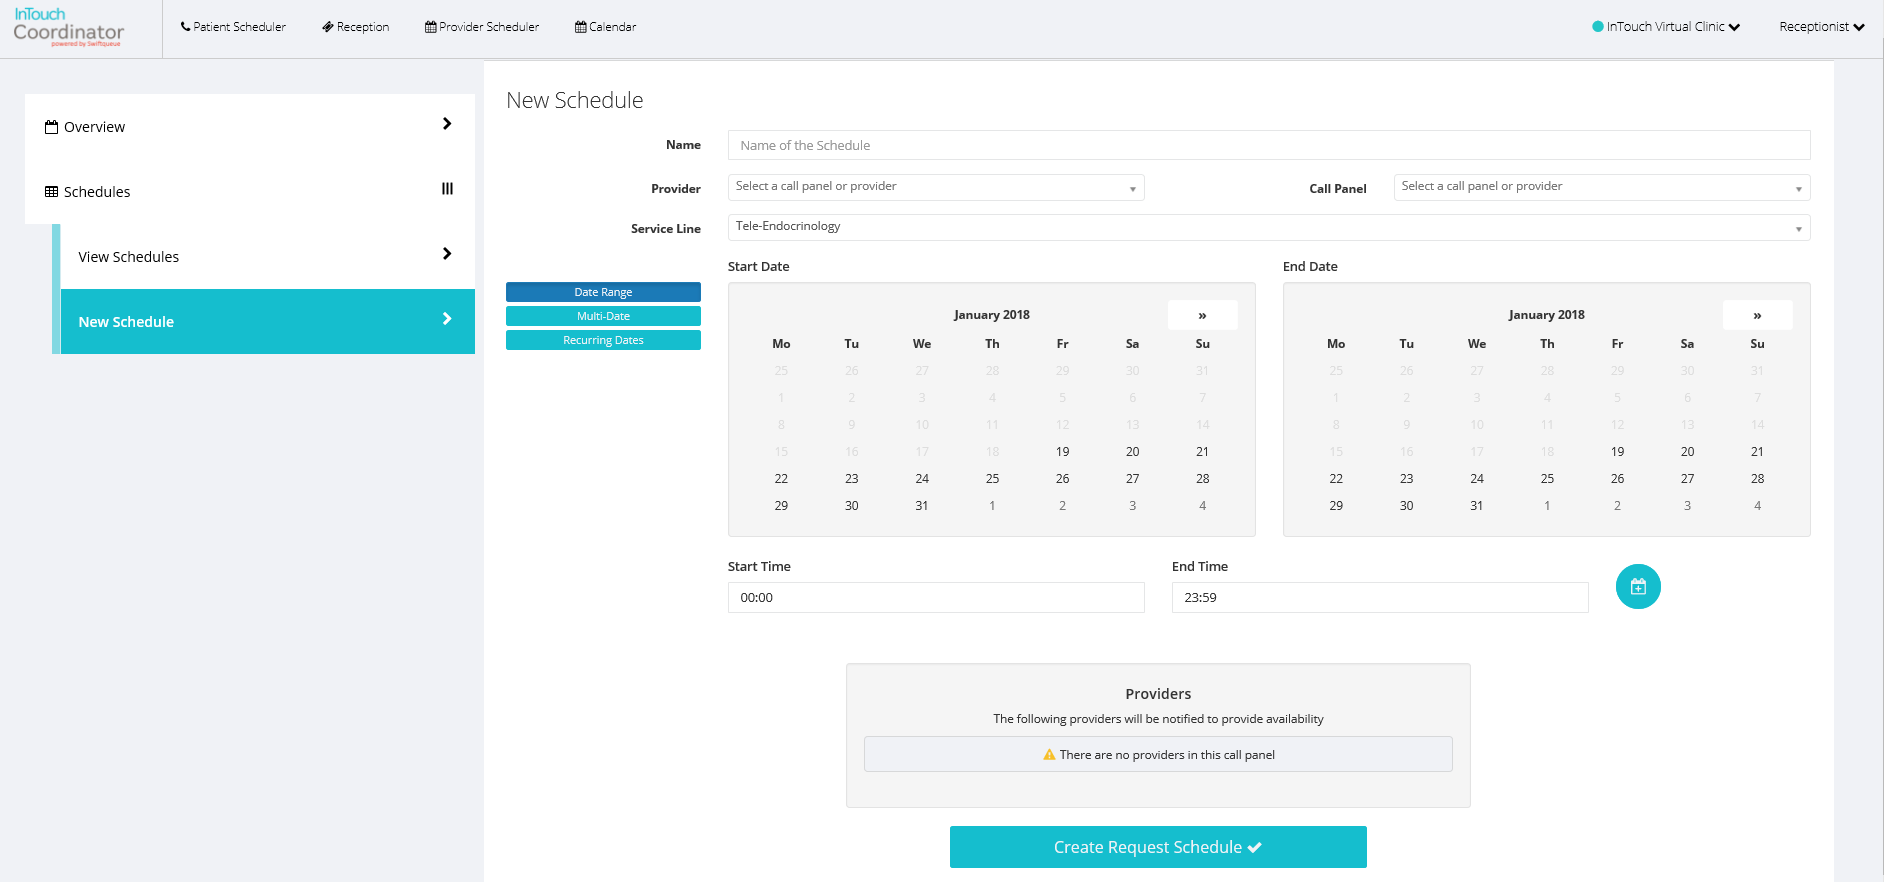 InTouch
Coordinator
powered by Swiftqueue
Patient Scheduler
Reception
Provider Scheduler
Calendar
InTouch Virtual Clinic
Receptionist
Overview
Schedules
View Schedules
New Schedule
New Schedule
Name
Name of the Schedule
Provider
Select a call panel or provider
Call Panel
Select a call panel or provider
Service Line
Tele-Endocrinology
Date Range
Multi-Date
Recurring Dates
Start Date
January 2018 »
Mo Tu We Th Fr Sa Su
25 26 27 28 29 30 31
1 2 3 4 5 6 7
8 9 10 11 12 13 14
15 16 17 18 19 20 21
22 23 24 25 26 27 28
29 30 31 1 2 3 4
End Date
January 2018 »
Mo Tu We Th Fr Sa Su
25 26 27 28 29 30 31
1 2 3 4 5 6 7
8 9 10 11 12 13 14
15 16 17 18 19 20 21
22 23 24 25 26 27 28
29 30 31 1 2 3 4
Start Time
00:00
End Time
23:59
Providers
The following providers will be notified to provide availability
There are no providers in this call panel
Create Request Schedule